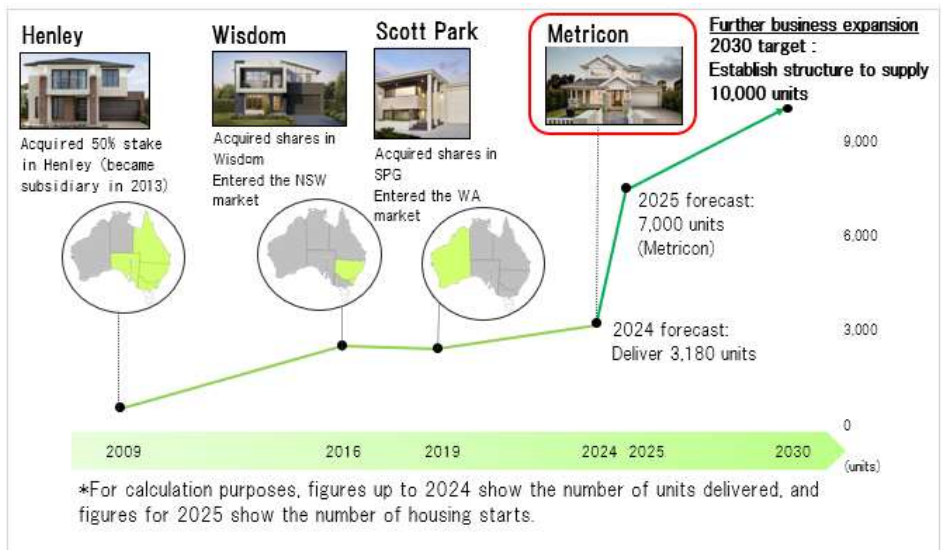 Henley
Acquired 50% stake
in Henley (became
subsidiary in 2013)
Wisdom
Acquired shares in
Wisdom
Entered the NSW
market
Scott Park
Acquired shares in
SPG
Entered the WA
market
Metricon
Further business expansion
2030 target :
Establish structure to supply
10,000 units
9,000
2025 forecast:
7,000 units
(Metricon)
6,000
3,000
2024 forecast:
Deliver 3,180 units
0
2009
2016
2019
2024
2025
2030
(units)
*For calculation purposes, figures up to 2024 show the number of units delivered, and
figures for 2025 show the number of housing starts.